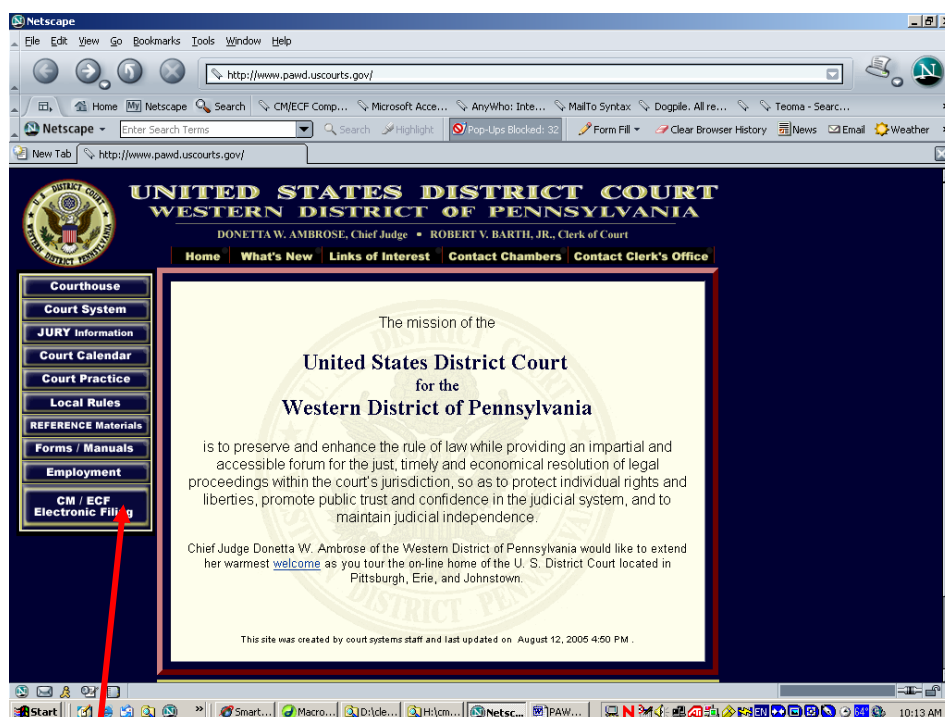 Netscape
File Edit View Go Bookmarks Tools Window Help
http://www.pawd.uscourts.gov/
Home My Netscape Search CM/ECF Comp... Microsoft Acce... AnyWho: Inte... MailTo Syntax Dogpile. All re... Teoma - Searc...
Netscape Enter Search Terms Search Highlight Pop-Ups Blocked: 32 Form Fill Clear Browser History News Email Weather
New Tab http://www.pawd.uscourts.gov/
UNITED STATES DISTRICT COURT
WESTERN DISTRICT OF PENNSYLVANIA
DONETTA W. AMBROSE, Chief Judge • ROBERT V. BARTH, JR., Clerk of Court
Home What's New Links of Interest Contact Chambers Contact Clerk's Office
Courthouse
Court System
JURY Information
Court Calendar
Court Practice
Local Rules
REFERENCE Materials
Forms / Manuals
Employment
CM / ECF
Electronic Filing
The mission of the
United States District Court
for the
Western District of Pennsylvania
is to preserve and enhance the rule of law while providing an impartial and
accessible forum for the just, timely and economical resolution of legal
proceedings within the court's jurisdiction, so as to protect individual rights and
liberties, promote public trust and confidence in the judicial system, and to
maintain judicial independence.
Chief Judge Donetta W. Ambrose of the Western District of Pennsylvania would like to extend
her warmest welcome as you tour the on-line home of the U. S. District Court located in
Pittsburgh, Erie, and Johnstown.
This site was created by court systems staff and last updated on August 12, 2005 4:50 PM .
Start » Smart... Macro... D:\cle... H:\cm... Netsc... PAW... EN 64° 10:13 AM